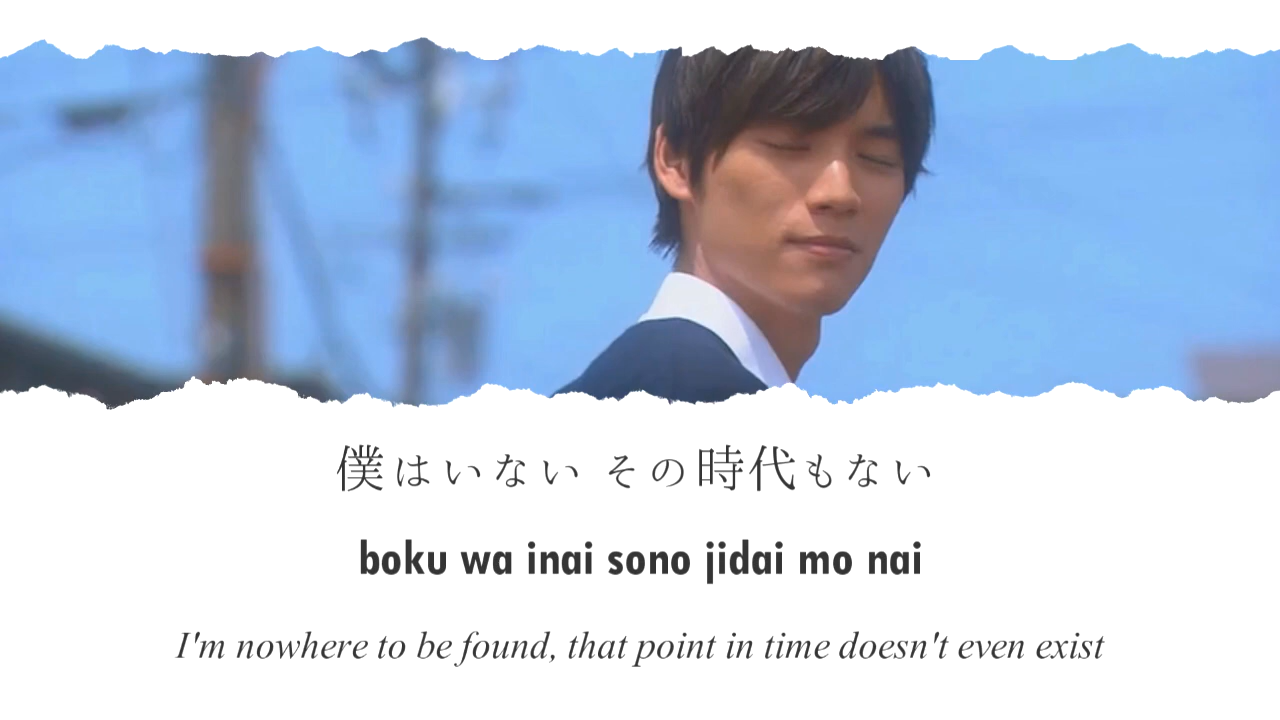 僕はいない その時代もない
boku wa inai sono jidai mo nai
I'm nowhere to be found, that point in time doesn't even exist